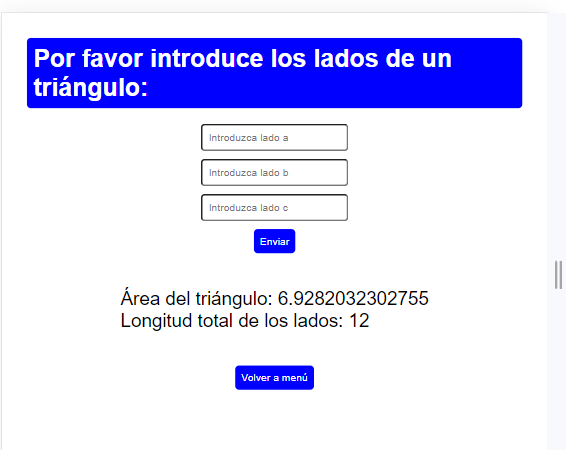 Por favor introduce los lados de un
triángulo:
Introduzca lado a
Introduzca lado b
Introduzca lado c
Enviar
Área del triángulo: 6.9282032302755
Longitud total de los lados: 12
Volver a menú